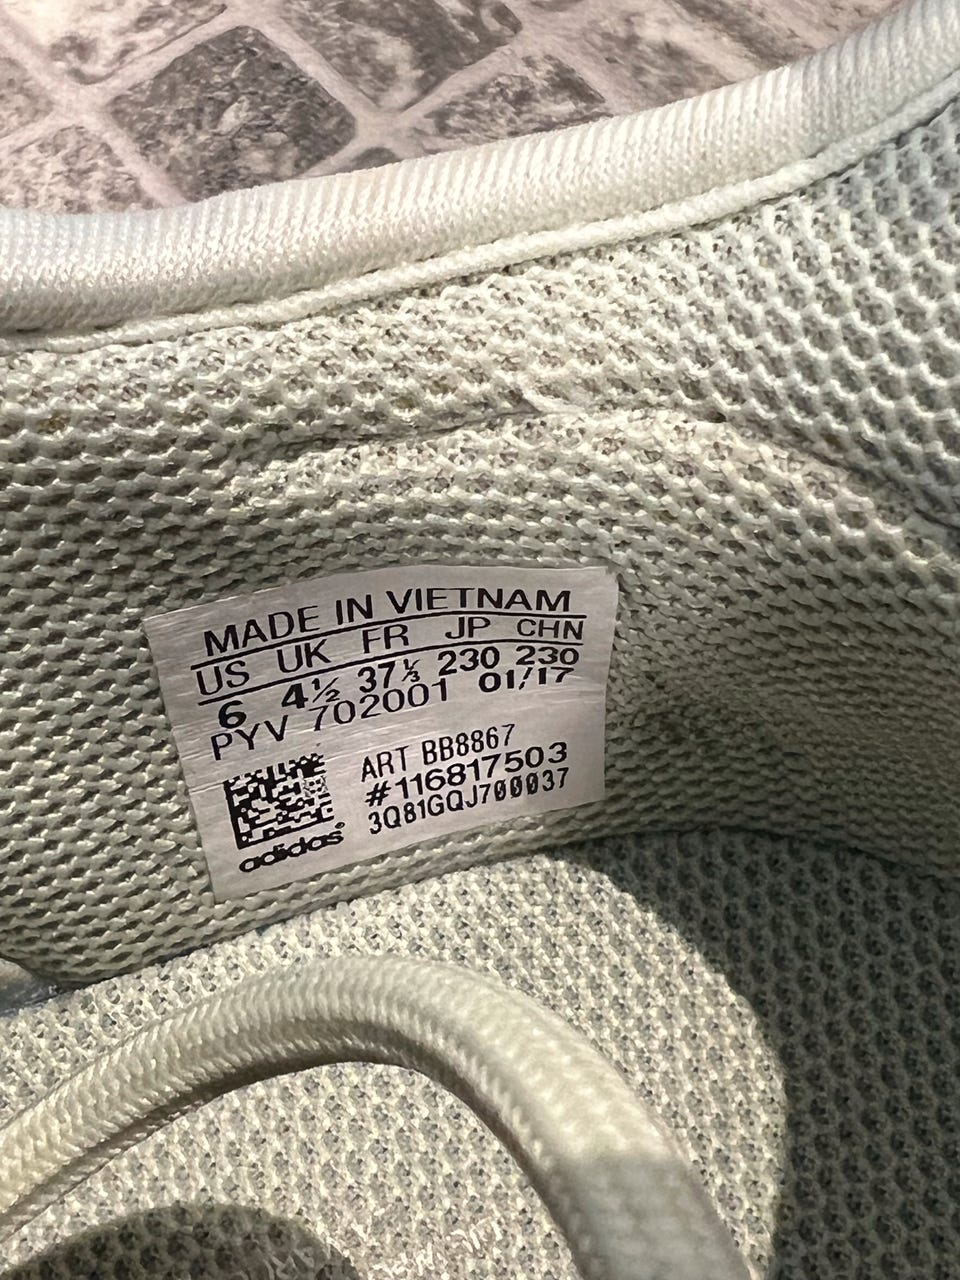 MADE IN VIETNAM
US UK FR JP CHN
6 4½ 37⅓ 230 230
PYV 702001 01/17
ART BB8867
#116817503
3Q81GQJ700037
adidas®